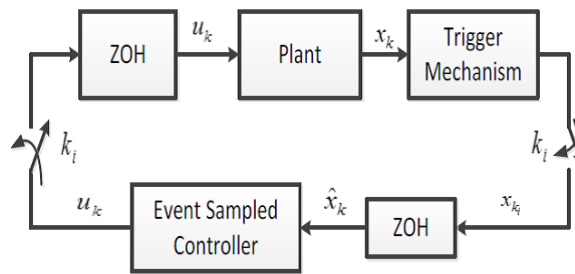 ZOH
u_k
Plant
x_k
Trigger
Mechanism
k_i
k_i
u_k
Event Sampled
Controller
x̂_k
ZOH
x_{k_i}